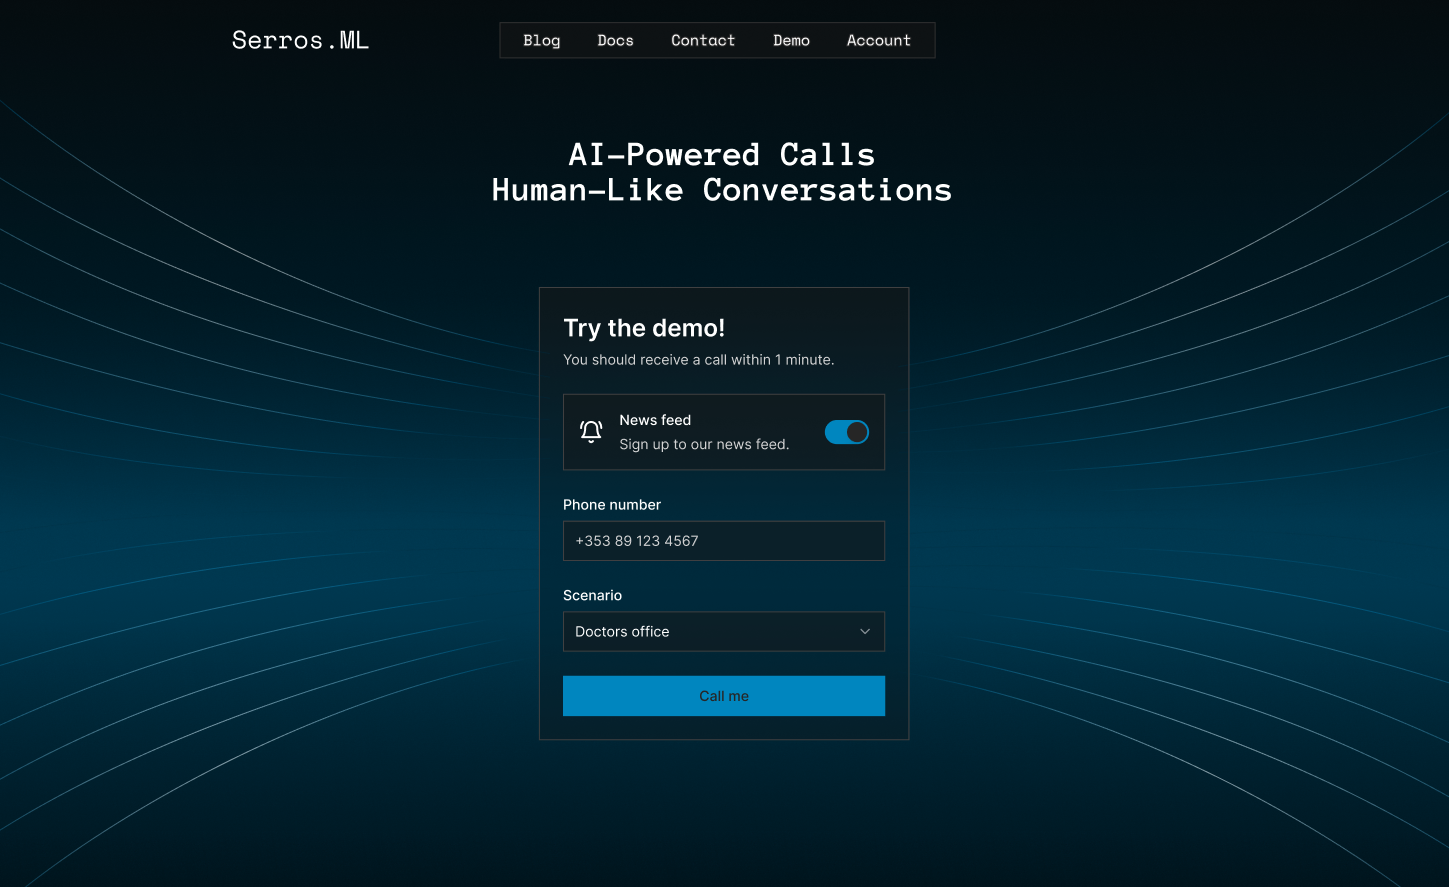 Serros.ML
Blog Docs Contact Demo Account
AI-Powered Calls
Human-Like Conversations
Try the demo!
You should receive a call within 1 minute.
News feed
Sign up to our news feed.
Phone number
+353 89 123 4567
Scenario
Doctors office
Call me